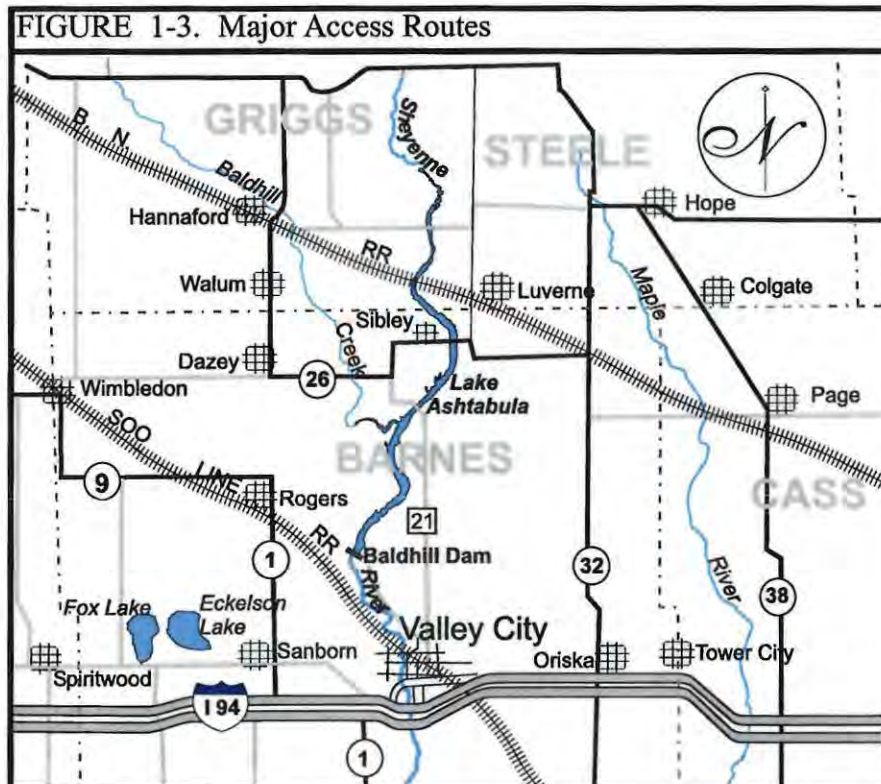 FIGURE 1-3. Major Access Routes
GRIGGS
Sheyenne
STEELE
N
B N
Baldhill
Hannaford
Hope
RR
Walum
Luverne
Maple
Colgate
Sibley
Creek
Dazey
26
Wimbledon
Lake
Ashtabula
Page
SOO
BARNES
LINE
9
CASS
Rogers
21
RR
1
Baldhill Dam
32
River
River
38
Fox Lake
Eckelson
Lake
Valley City
Sanborn
Oriska
Tower City
Spiritwood
I 94
1